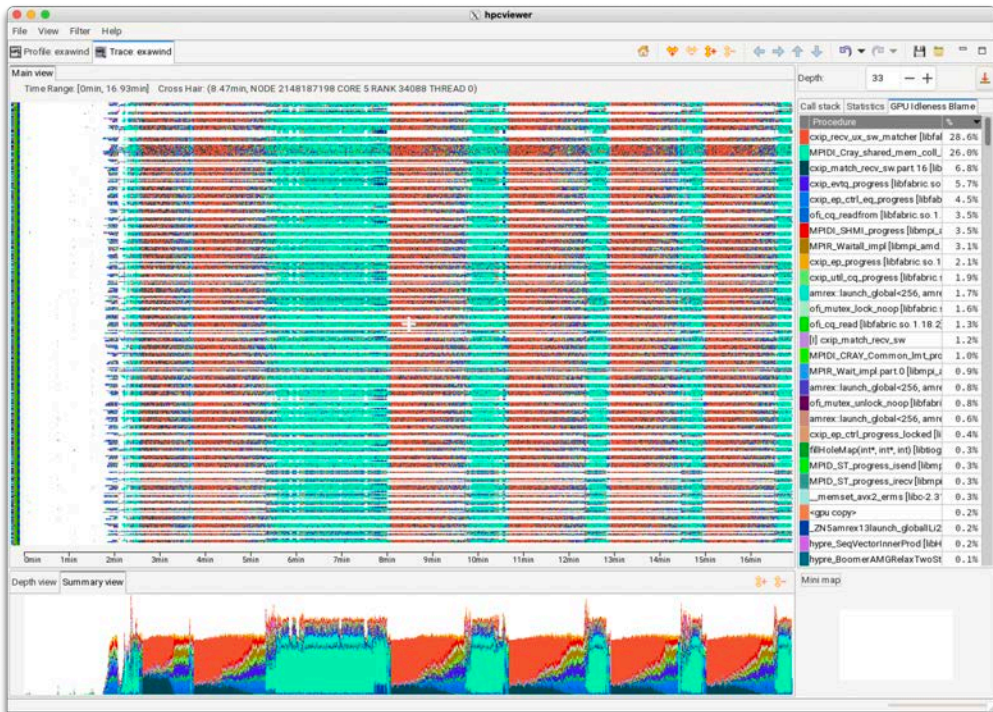 hpcviewer
File View Filter Help
Profile: exawind Trace: exawind
Main view
Time Range: [0min, 16.93min] Cross Hair: (8.47min, NODE 2148187198 CORE 5 RANK 34088 THREAD 0)
Depth: 33
Call stack Statistics GPU Idleness Blame
Procedure %
cxip_recv_ux_sw_matcher [libfal 28.6%
MPIDI_Cray_shared_mem_coll_ 26.0%
cxip_match_recv_sw.part.16 [lib 6.8%
cxip_evtq_progress [libfabric.so 5.7%
cxip_ep_ctrl_eq_progress [libfab 4.5%
ofi_cq_readfrom [libfabric.so.1. 3.5%
MPIDI_SHMI_progress [libmpi_a 3.5%
MPIR_Waitall_impl [libmpi_amd. 3.1%
cxip_ep_progress [libfabric.so.1 2.1%
cxip_util_cq_progress [libfabric.s 1.9%
amrex::launch_global<256, amre 1.7%
ofi_mutex_lock_noop [libfabric.s 1.6%
ofi_cq_read [libfabric.so.1.18.2] 1.3%
[I] cxip_match_recv_sw 1.2%
MPIDI_CRAY_Common_lmt_pro 1.0%
MPIR_Wait_impl.part.0 [libmpi_a 0.9%
amrex::launch_global<256, amre 0.8%
ofi_mutex_unlock_noop [libfabri 0.8%
amrex::launch_global<256, amre 0.6%
cxip_ep_ctrl_progress_locked [li 0.4%
fillHoleMap(int*, int*, int) [libtiog 0.3%
MPID_ST_progress_isend [libmp 0.3%
MPID_ST_progress_irecv [libmpi 0.3%
__memset_avx2_erms [libc-2.3 0.3%
<gpu copy> 0.2%
_ZN5amrex13launch_globalILi2 0.2%
hypre_SeqVectorInnerProd [libH 0.2%
hypre_BoomerAMGRelaxTwoSt 0.1%
0min 1min 2min 3min 4min 5min 6min 7min 8min 9min 10min 11min 12min 13min 14min 15min 16min
Depth view Summary view
Mini map